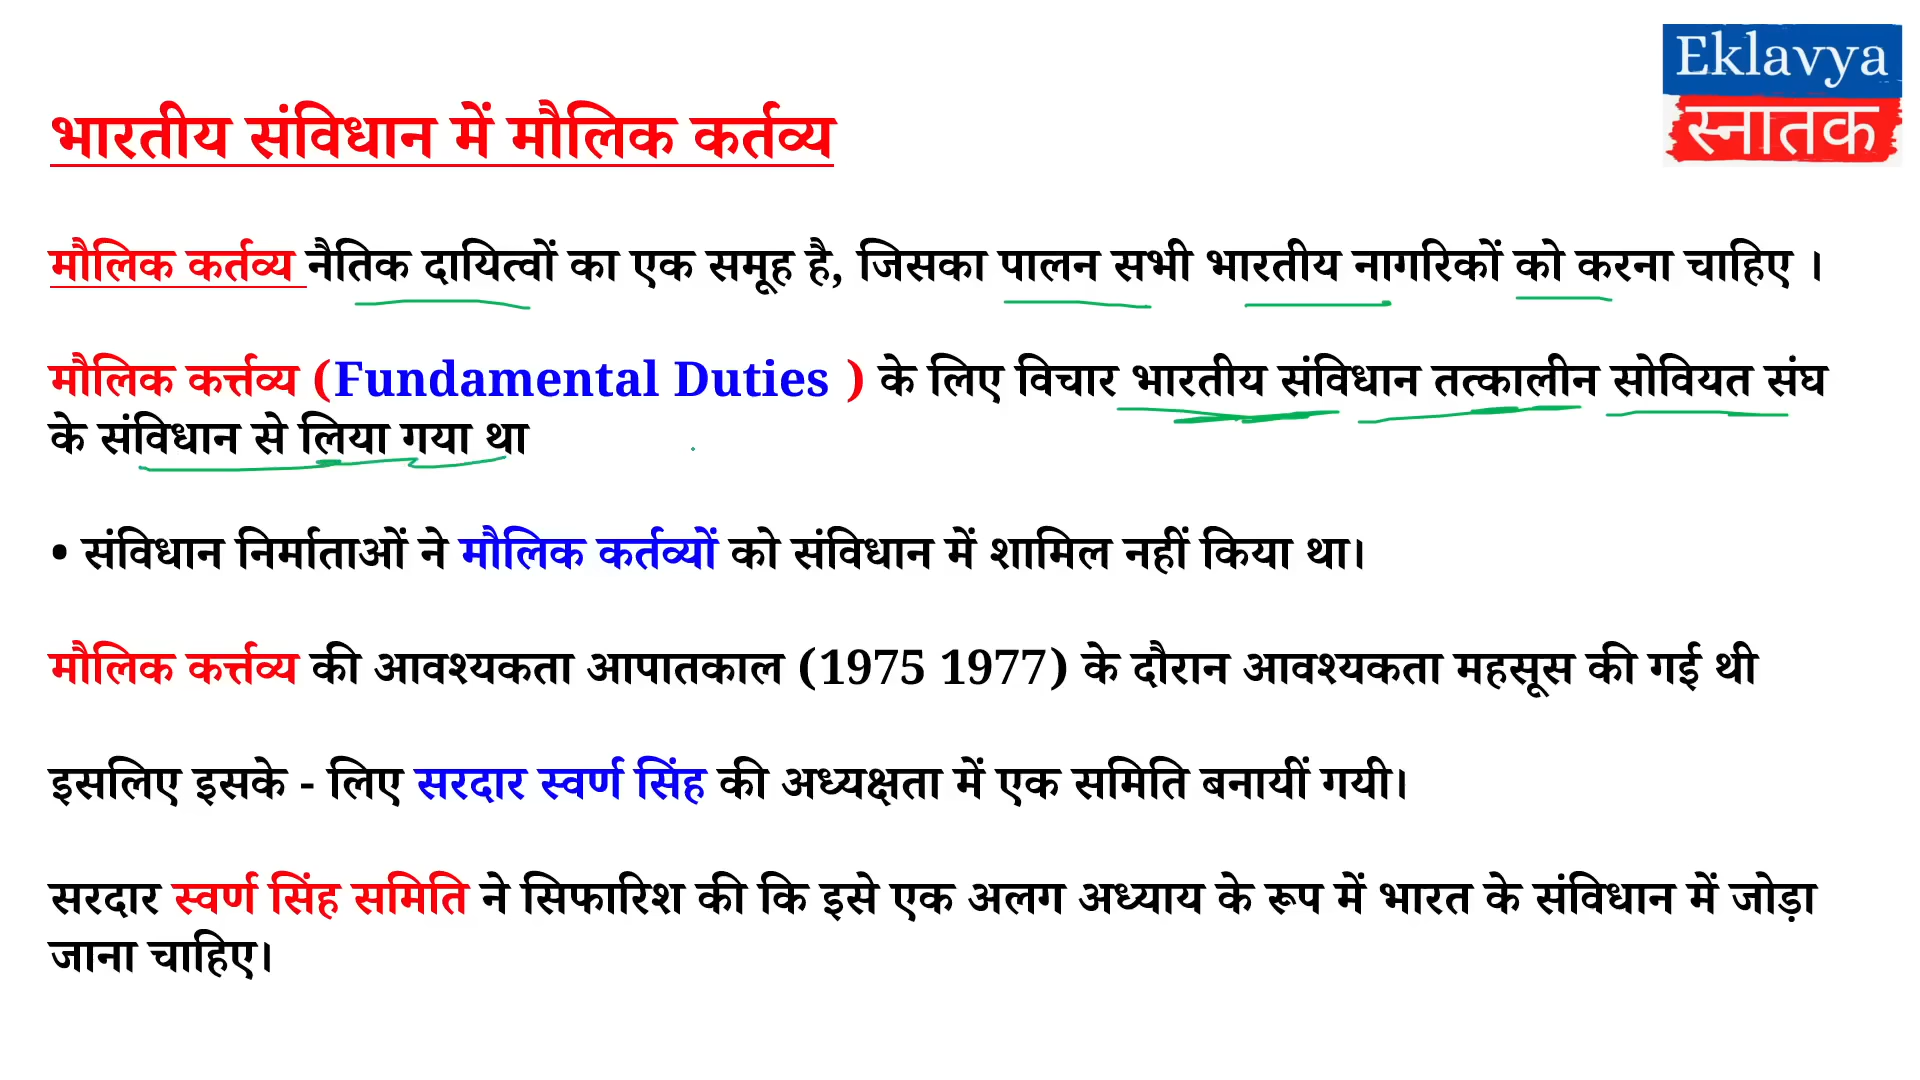 Eklavya
स्नातक
भारतीय संविधान में मौलिक कर्तव्य
मौलिक कर्तव्य नैतिक दायित्वों का एक समूह है, जिसका पालन सभी भारतीय नागरिकों को करना चाहिए ।
मौलिक कर्त्तव्य (Fundamental Duties ) के लिए विचार भारतीय संविधान तत्कालीन सोवियत संघ
के संविधान से लिया गया था
• संविधान निर्माताओं ने मौलिक कर्तव्यों को संविधान में शामिल नहीं किया था।
मौलिक कर्त्तव्य की आवश्यकता आपातकाल (1975 1977) के दौरान आवश्यकता महसूस की गई थी
इसलिए इसके - लिए सरदार स्वर्ण सिंह की अध्यक्षता में एक समिति बनायीं गयी।
सरदार स्वर्ण सिंह समिति ने सिफारिश की कि इसे एक अलग अध्याय के रूप में भारत के संविधान में जोड़ा
जाना चाहिए।